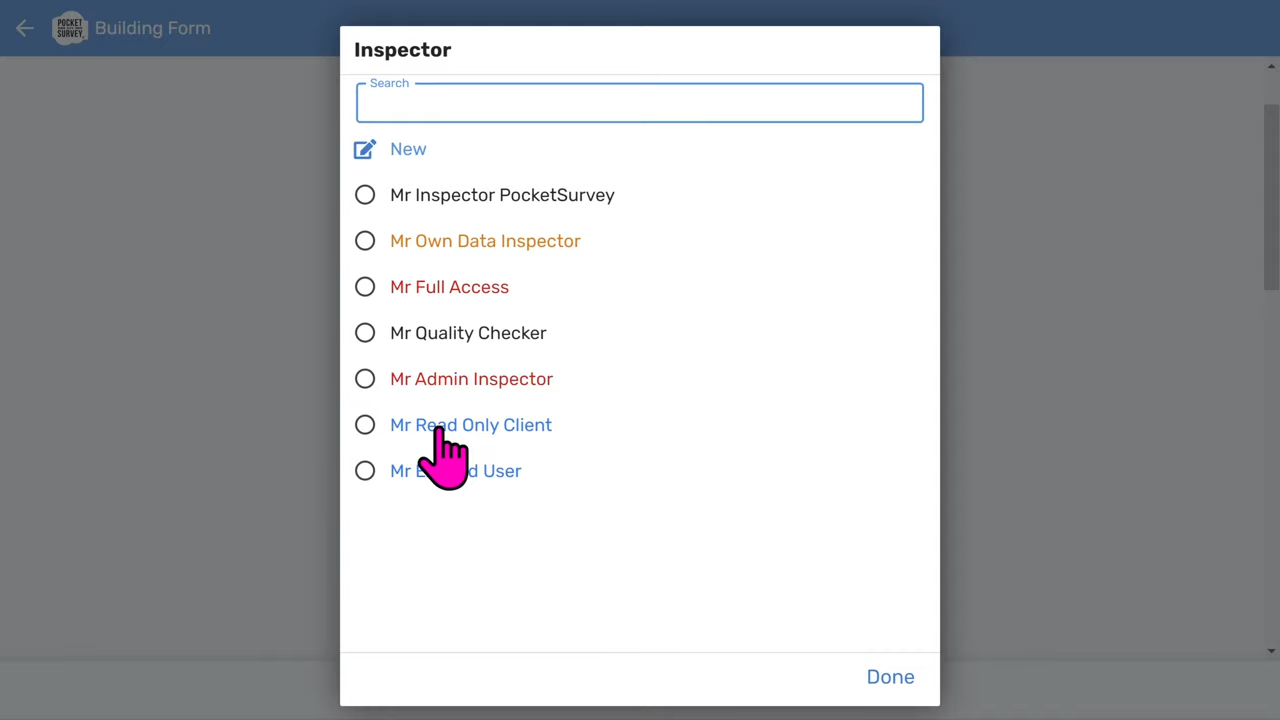 POCKET
SURVEY
Building Form
Inspector
Search
New
Mr Inspector PocketSurvey
Mr Own Data Inspector
Mr Full Access
Mr Quality Checker
Mr Admin Inspector
Mr Read Only Client
Mr User
Done